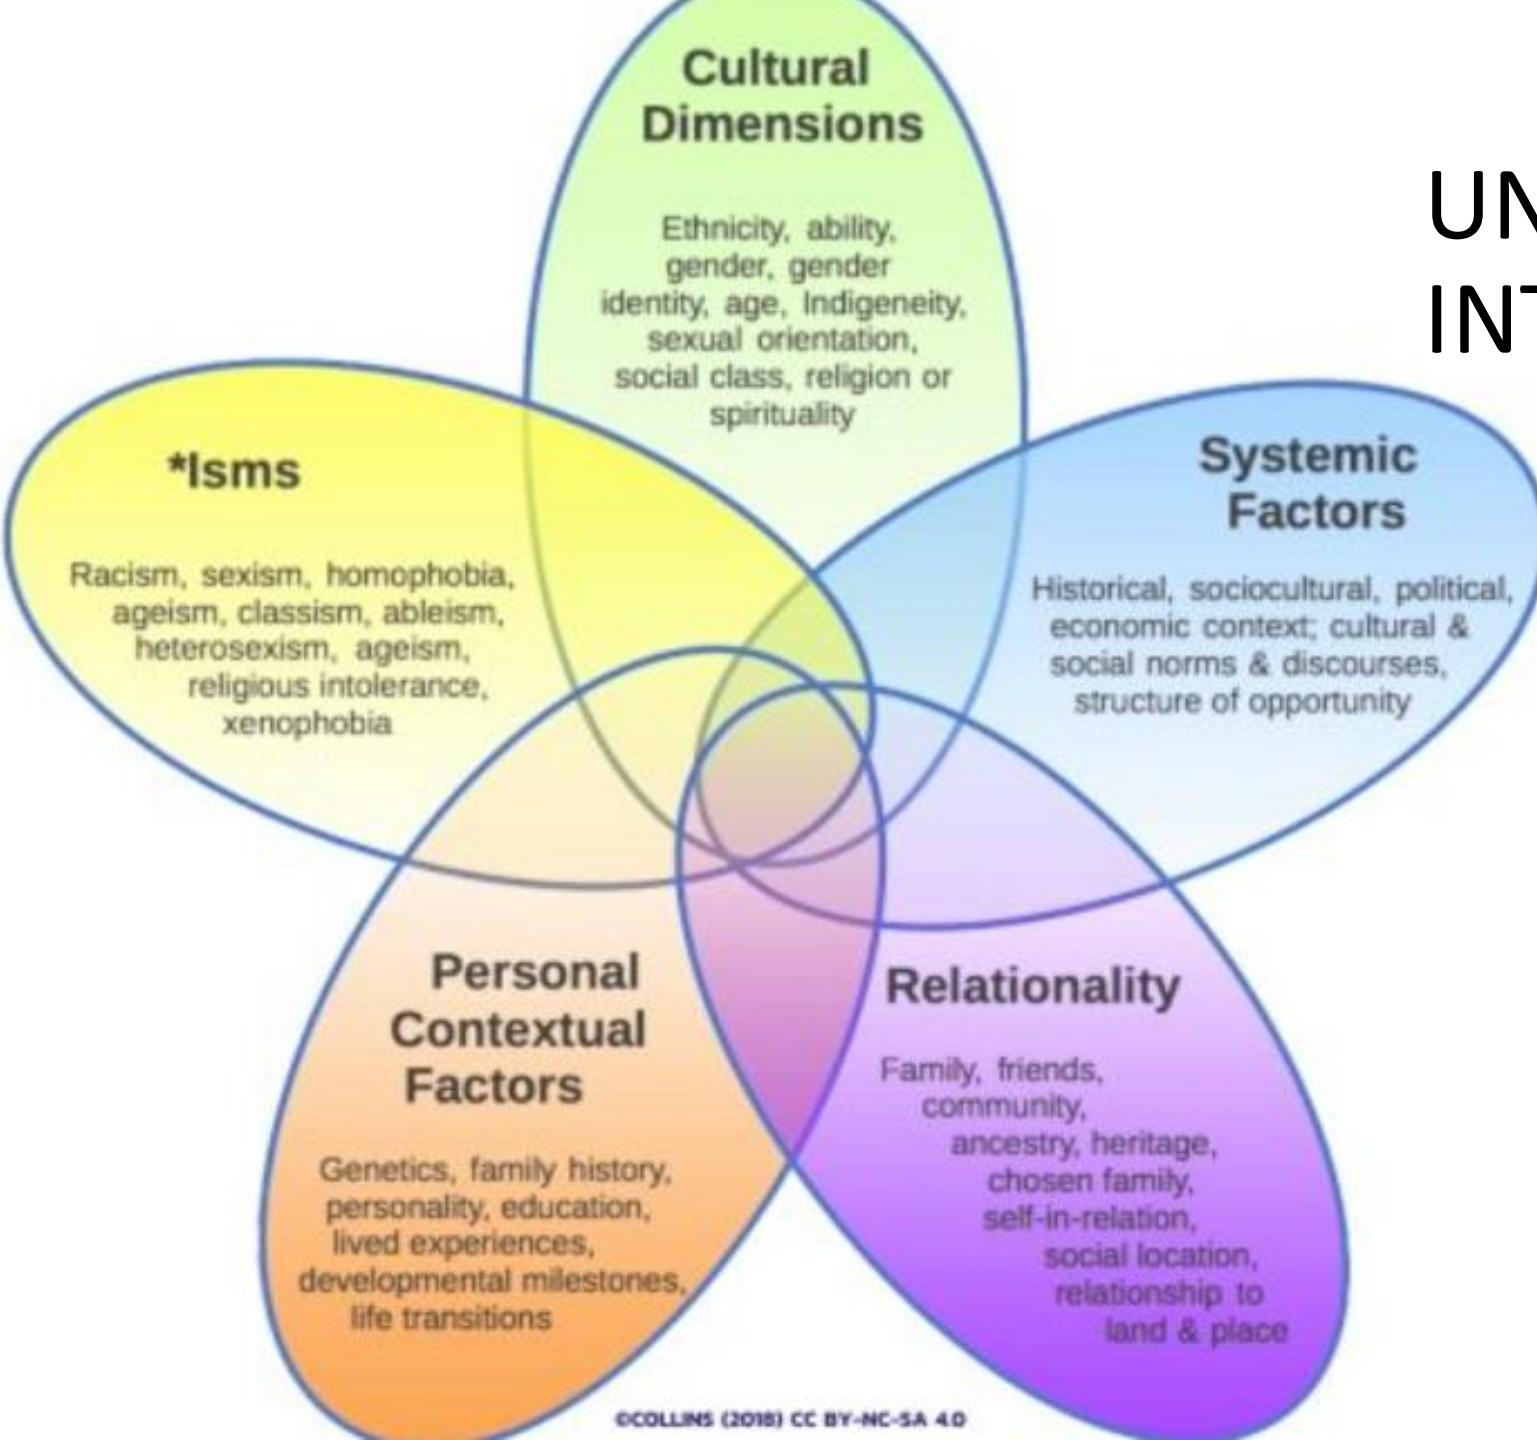 Cultural
Dimensions
Ethnicity, ability,
gender, gender
identity, age, Indigeneity,
sexual orientation,
social class, religion or
spirituality
UN
INT
*Isms
Racism, sexism, homophobia,
ageism, classism, ableism,
heterosexism, ageism,
religious intolerance,
xenophobia
Systemic
Factors
Historical, sociocultural, political,
economic context; cultural &
social norms & discourses,
structure of opportunity
Personal
Contextual
Factors
Genetics, family history,
personality, education,
lived experiences,
developmental milestones,
life transitions
Relationality
Family, friends,
community,
ancestry, heritage,
chosen family,
self-in-relation,
social location,
relationship to
land & place
©COLLINS (2018) CC BY-NC-SA 4.0